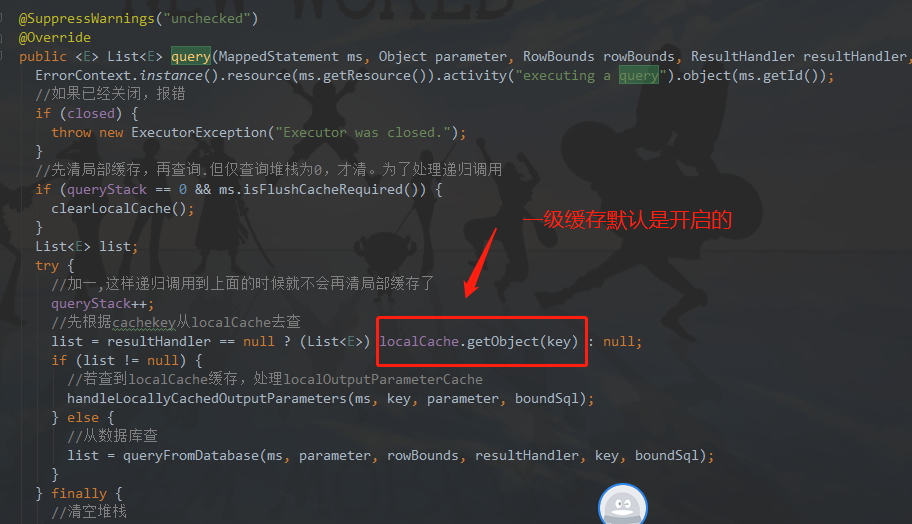 NEW WORLD
@SuppressWarnings("unchecked")
@Override
public <E> List<E> query(MappedStatement ms, Object parameter, RowBounds rowBounds, ResultHandler resultHandler,
ErrorContext.instance().resource(ms.getResource()).activity("executing a query").object(ms.getId());
//如果已经关闭，报错
if (closed) {
throw new ExecutorException("Executor was closed.");
}
//先清局部缓存，再查询.但仅查询堆栈为0，才清。为了处理递归调用
if (queryStack == 0 && ms.isFlushCacheRequired()) {
clearLocalCache();
}
一级缓存默认是开启的
List<E> list;
try {
//加一,这样递归调用到上面的时候就不会再清局部缓存了
queryStack++;
//先根据cachekey从localCache去查
list = resultHandler == null ? (List<E>) localCache.getObject(key) : null;
if (list != null) {
//若查到localCache缓存，处理localOutputParameterCache
handleLocallyCachedOutputParameters(ms, key, parameter, boundSql);
} else {
//从数据库查
list = queryFromDatabase(ms, parameter, rowBounds, resultHandler, key, boundSql);
}
} finally {
//清空堆栈